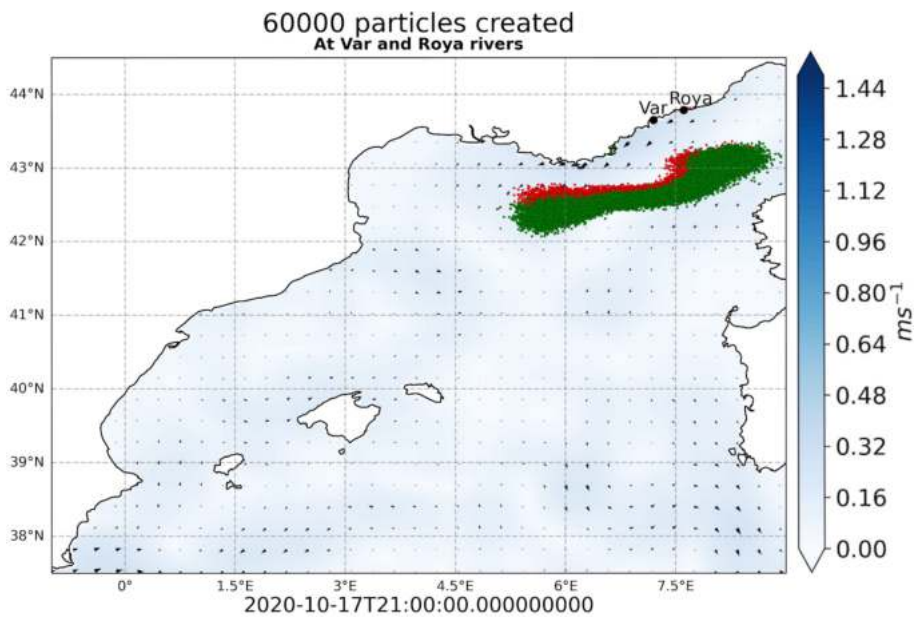 60000 particles created
At Var and Roya rivers
44°N
43°N
42°N
41°N
40°N
39°N
38°N
Var
Roya
0°
1.5°E
3°E
4.5°E
6°E
7.5°E
2020-10-17T21:00:00.000000000
1.44
1.28
1.12
0.96
0.80
0.64
0.48
0.32
0.16
0.00
ms⁻¹